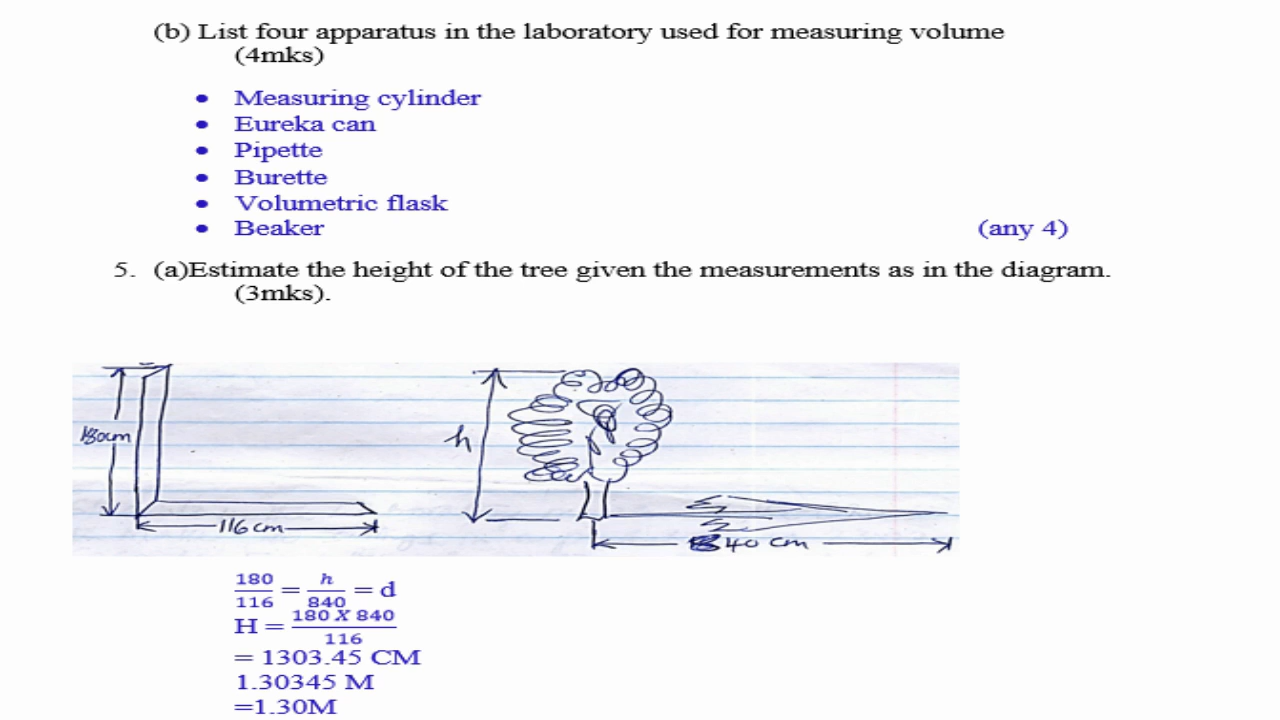 (b) List four apparatus in the laboratory used for measuring volume
(4mks)
• Measuring cylinder
• Eureka can
• Pipette
• Burette
• Volumetric flask
• Beaker (any 4)
5. (a)Estimate the height of the tree given the measurements as in the diagram.
(3mks).
180cm
h
116 cm
40 cm
180/116 = h/840 = d
H = 180 X 840/116
= 1303.45 CM
1.30345 M
=1.30M